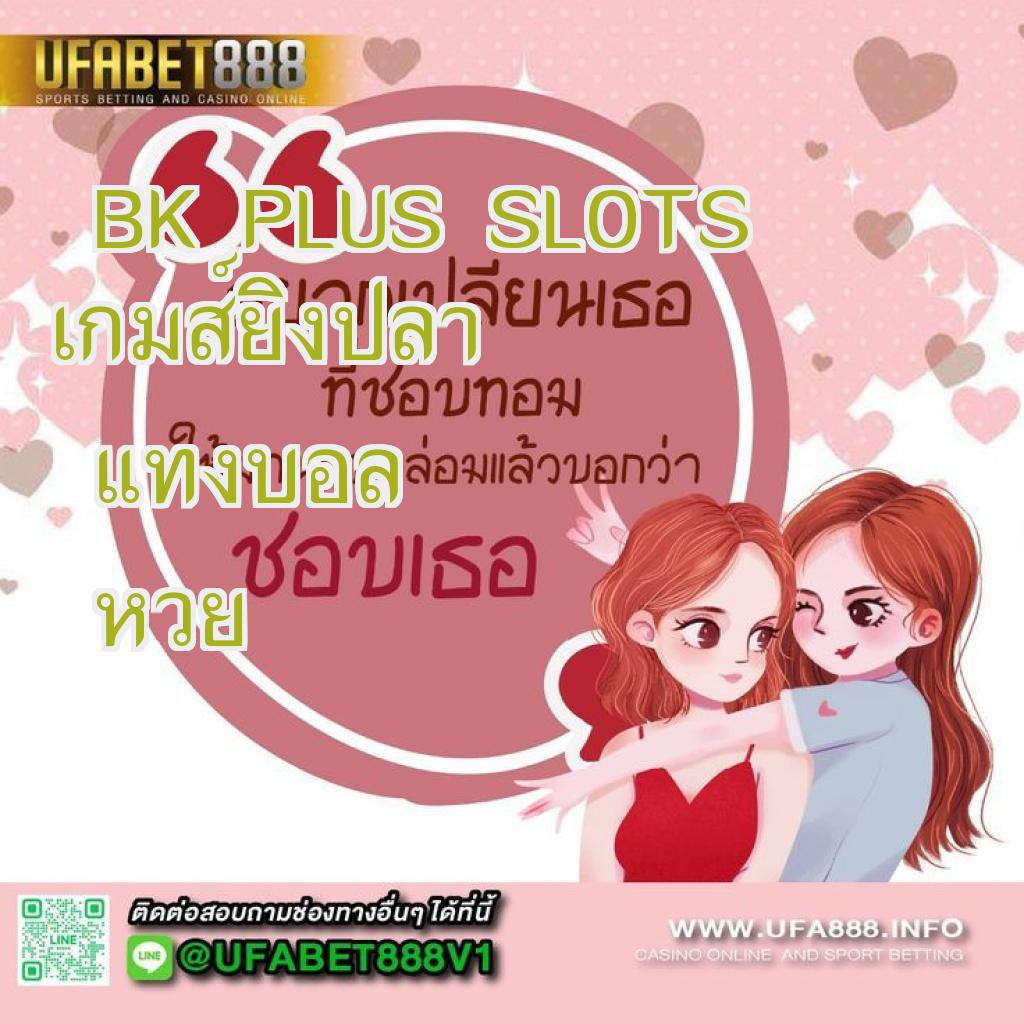 UFABET888
SPORTS BETTING AND CASINO ONLINE
BK PLUS SLOTS
เกมส์ยิงปลา
ทีชอบทอม
แทงบอล
ล่อมแล้วบอกว่า
ชอบเธอ
หวย
LINE
ติดต่อสอบถามช่องทางอื่นๆ ได้ที่นี้
LINE @UFABET888V1
WWW.UFA888.INFO
CASINO ONLINE AND SPORT BETTING